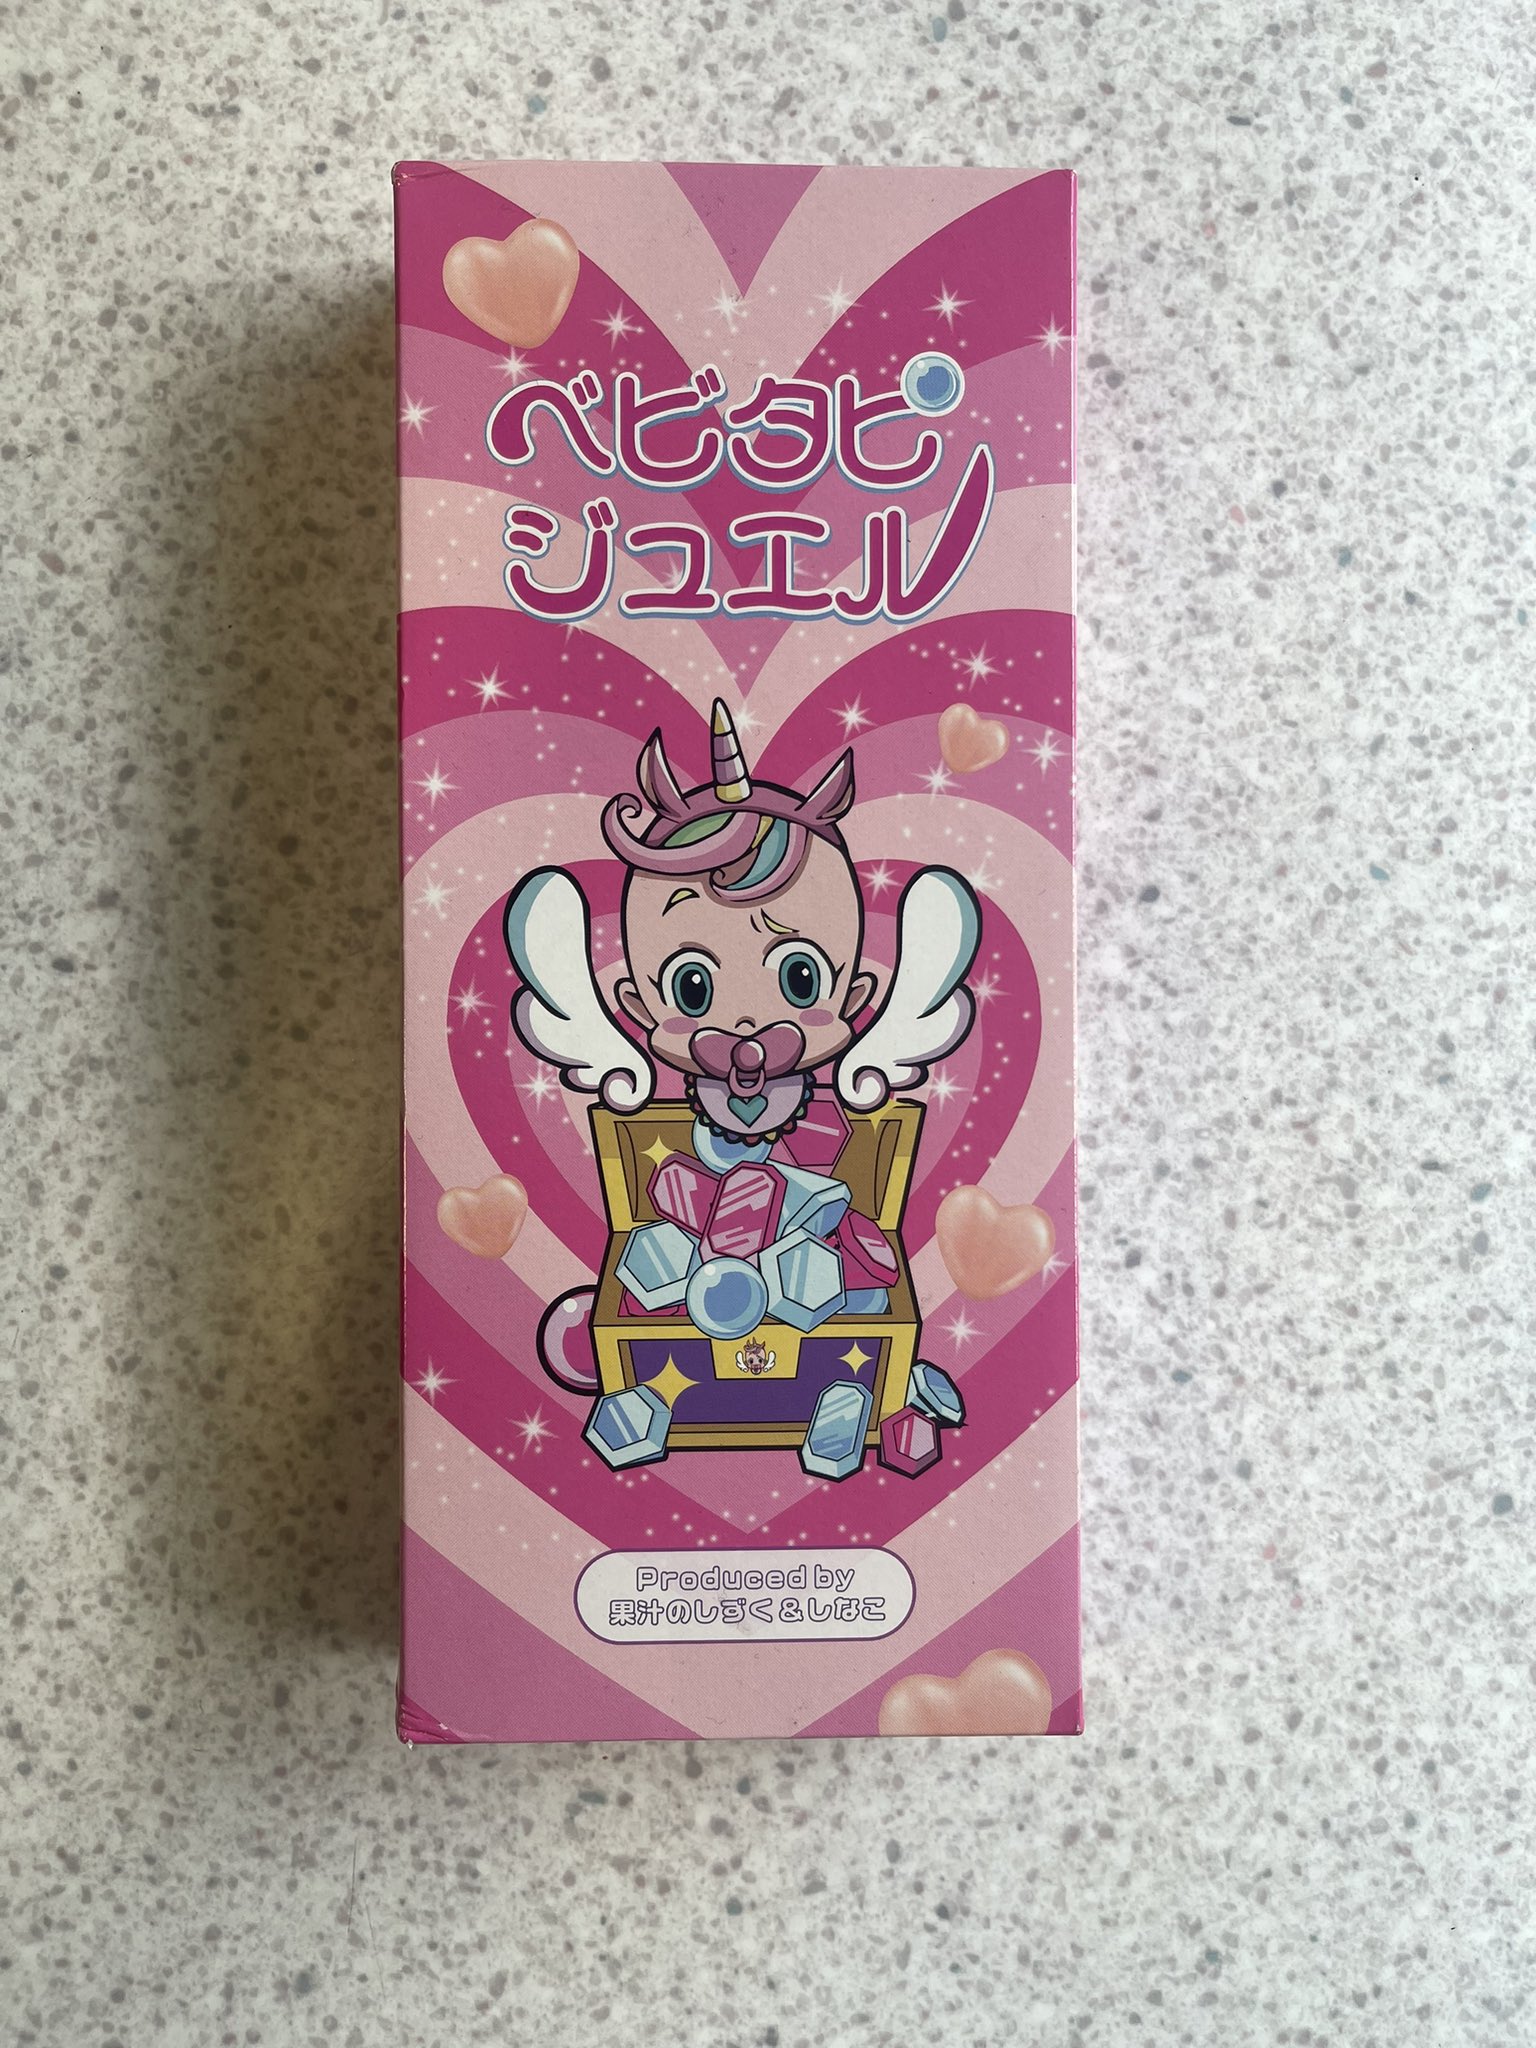 ベビタピ
ジュエル
Produced by
果汁のしずく＆しなこ